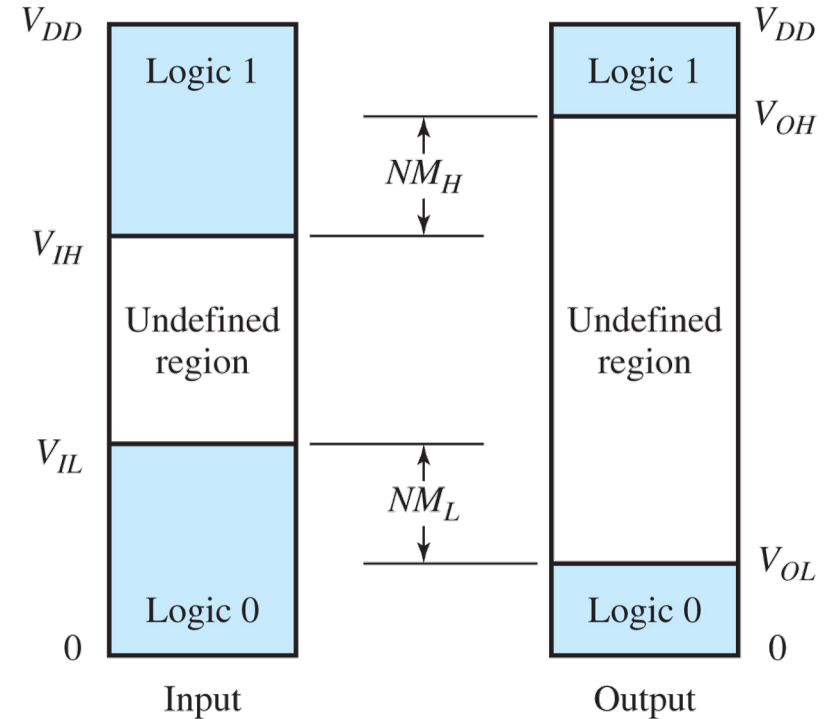 V_DD
Logic 1
V_IH
Undefined
region
V_IL
Logic 0
0
Input
NM_H
NM_L
V_DD
Logic 1
V_OH
Undefined
region
V_OL
Logic 0
0
Output